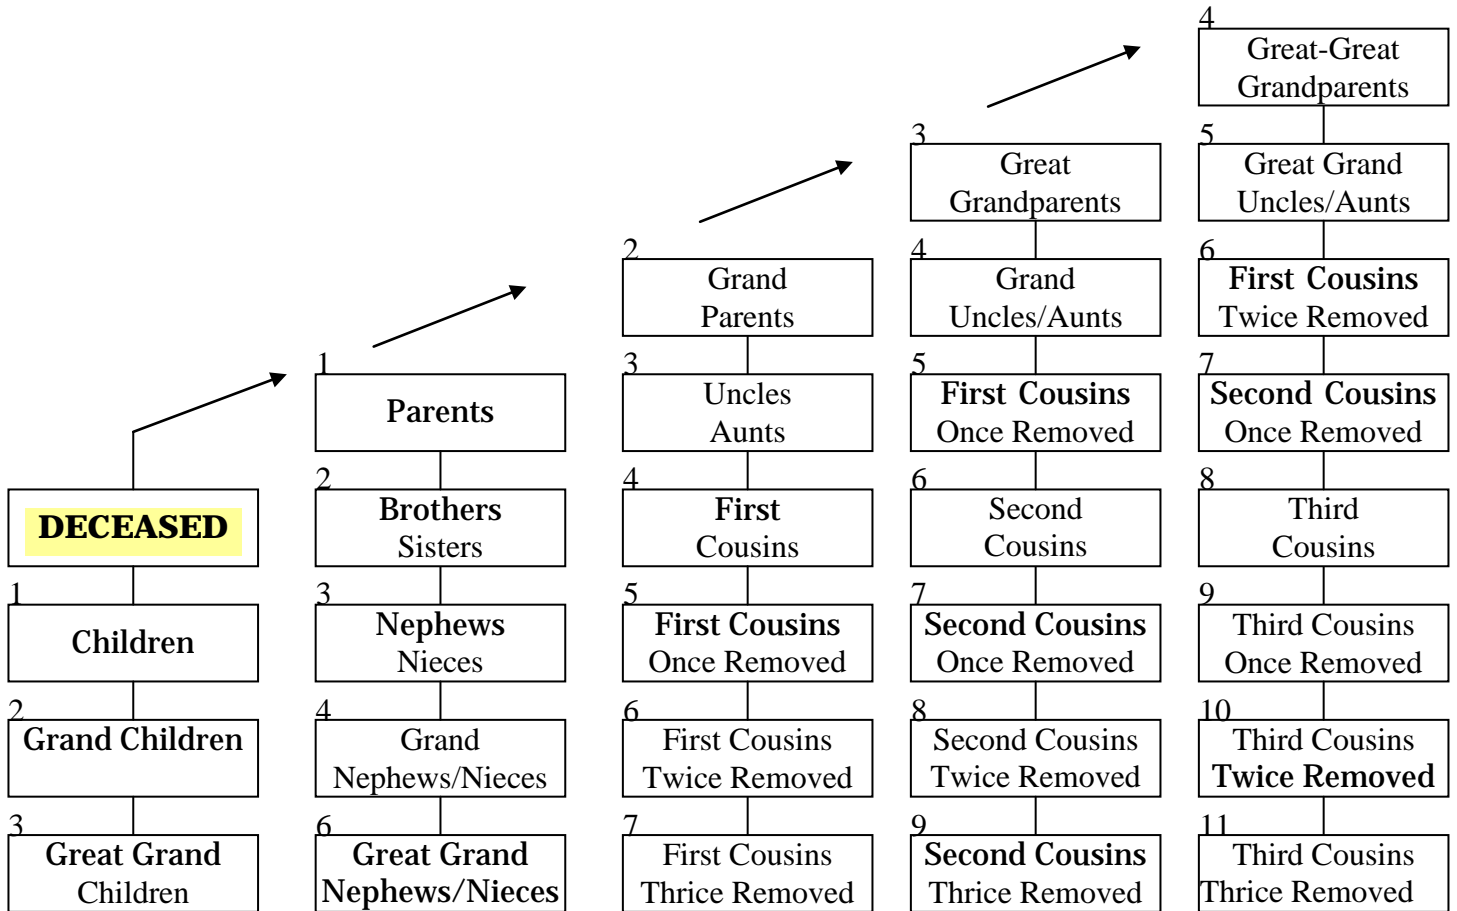 4
Great-Great
Grandparents
3
Great
Grandparents
5
Great Grand
Uncles/Aunts
2
Grand
Parents
4
Grand
Uncles/Aunts
6
First Cousins
Twice Removed
1
Parents
3
Uncles
Aunts
5
First Cousins
Once Removed
7
Second Cousins
Once Removed
DECEASED
2
Brothers
Sisters
4
First
Cousins
6
Second
Cousins
8
Third
Cousins
1
Children
3
Nephews
Nieces
5
First Cousins
Once Removed
7
Second Cousins
Once Removed
9
Third Cousins
Once Removed
2
Grand Children
4
Grand
Nephews/Nieces
6
First Cousins
Twice Removed
8
Second Cousins
Twice Removed
10
Third Cousins
Twice Removed
3
Great Grand
Children
6
Great Grand
Nephews/Nieces
7
First Cousins
Thrice Removed
9
Second Cousins
Thrice Removed
11
Third Cousins
Thrice Removed